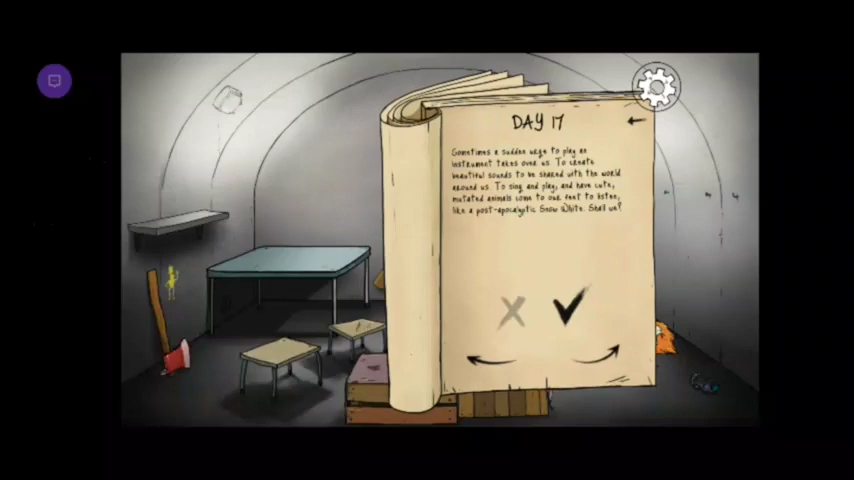 DAY 17
Sometimes a sudden urge to play an
instrument takes over us. To create
beautiful sounds to be shared with the world
around us. To sing and play, and have cute,
mutated animals come to our feet to listen,
like a post-apocalyptic Snow White. Shall we?